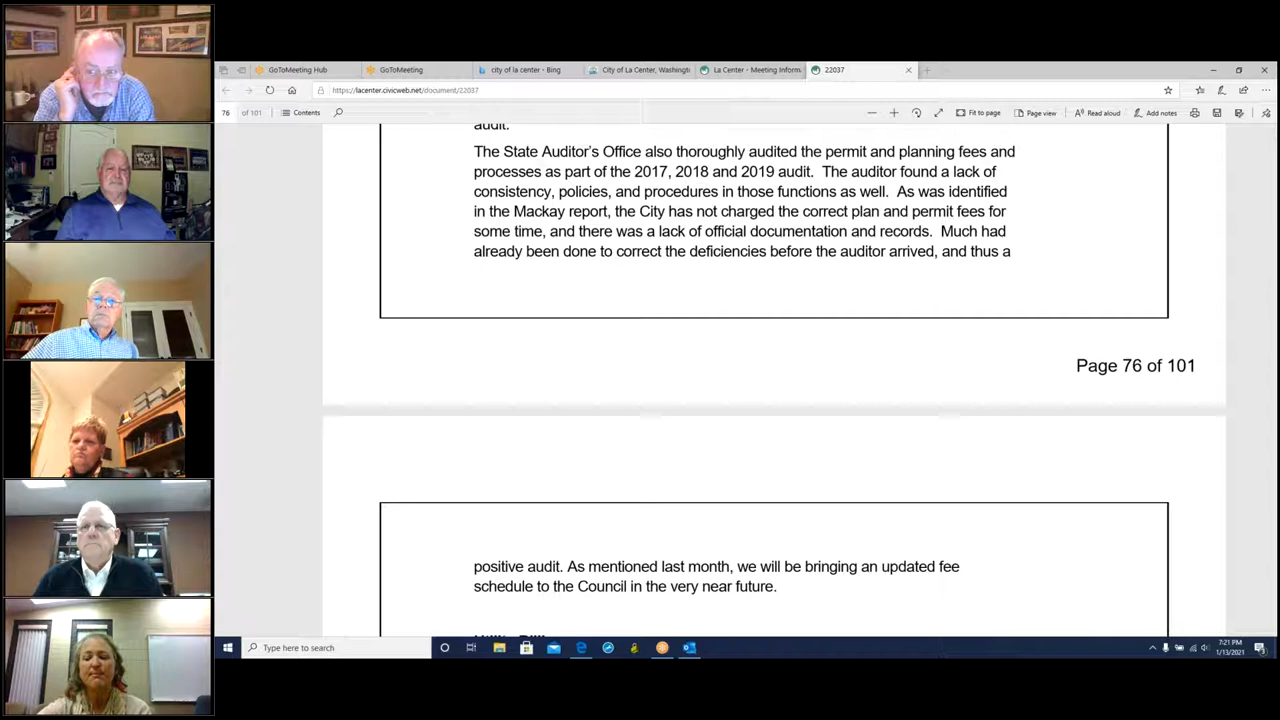 GoToMeeting Hub
GoToMeeting
city of la center - Bing
City of La Center, Washingt
La Center - Meeting Inform
22037
https://lacenter.civicweb.net/document/22037
76 of 101
Contents
Fit to page
Page view
Read aloud
Add notes
audit.
The State Auditor's Office also thoroughly audited the permit and planning fees and
processes as part of the 2017, 2018 and 2019 audit. The auditor found a lack of
consistency, policies, and procedures in those functions as well. As was identified
in the Mackay report, the City has not charged the correct plan and permit fees for
some time, and there was a lack of official documentation and records. Much had
already been done to correct the deficiencies before the auditor arrived, and thus a
Page 76 of 101
positive audit. As mentioned last month, we will be bringing an updated fee
schedule to the Council in the very near future.
Type here to search
7:21 PM
1/13/2021